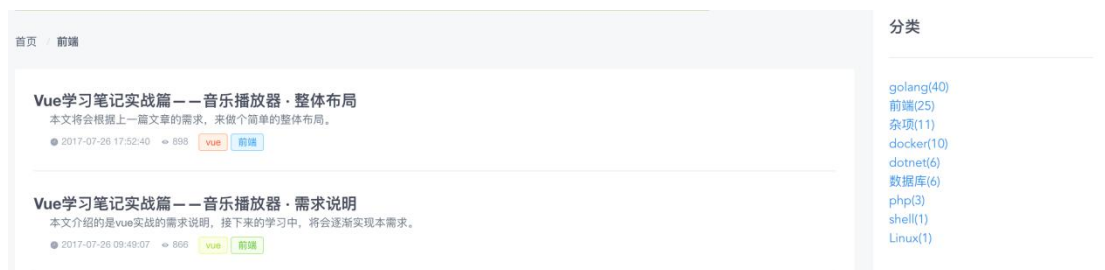 首页 / 前端
Vue学习笔记实战篇——音乐播放器 · 整体布局
本文将会根据上一篇文章的需求，来做个简单的整体布局。
2017-07-26 17:52:40 898 vue 前端
Vue学习笔记实战篇——音乐播放器 · 需求说明
本文介绍的是vue实战的需求说明，接下来的学习中，将会逐渐实现本需求。
2017-07-26 09:49:07 866 vue 前端
分类
golang(40)
前端(25)
杂项(11)
docker(10)
dotnet(6)
数据库(6)
php(3)
shell(1)
Linux(1)